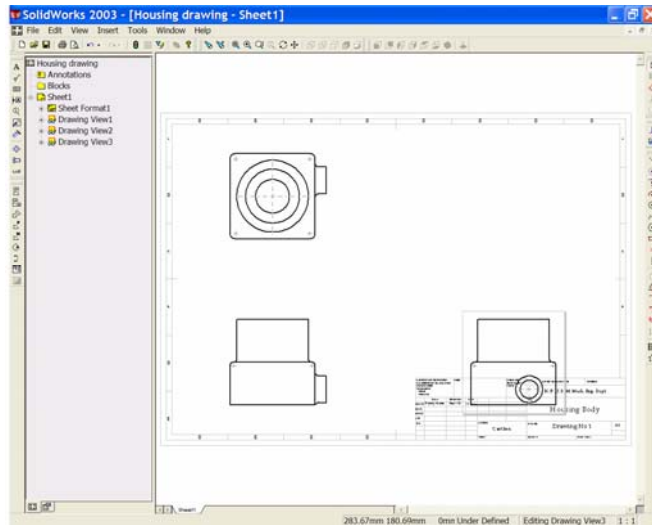 SolidWorks 2003 - [Housing drawing - Sheet1]
File Edit View Insert Tools Window Help
Housing drawing
Annotations
Blocks
Sheet1
Sheet Format1
Drawing View1
Drawing View2
Drawing View3
Housing Body
Drawing No 1
Sheet1
283.67mm 180.69mm 0mm Under Defined Editing Drawing View3 1:1